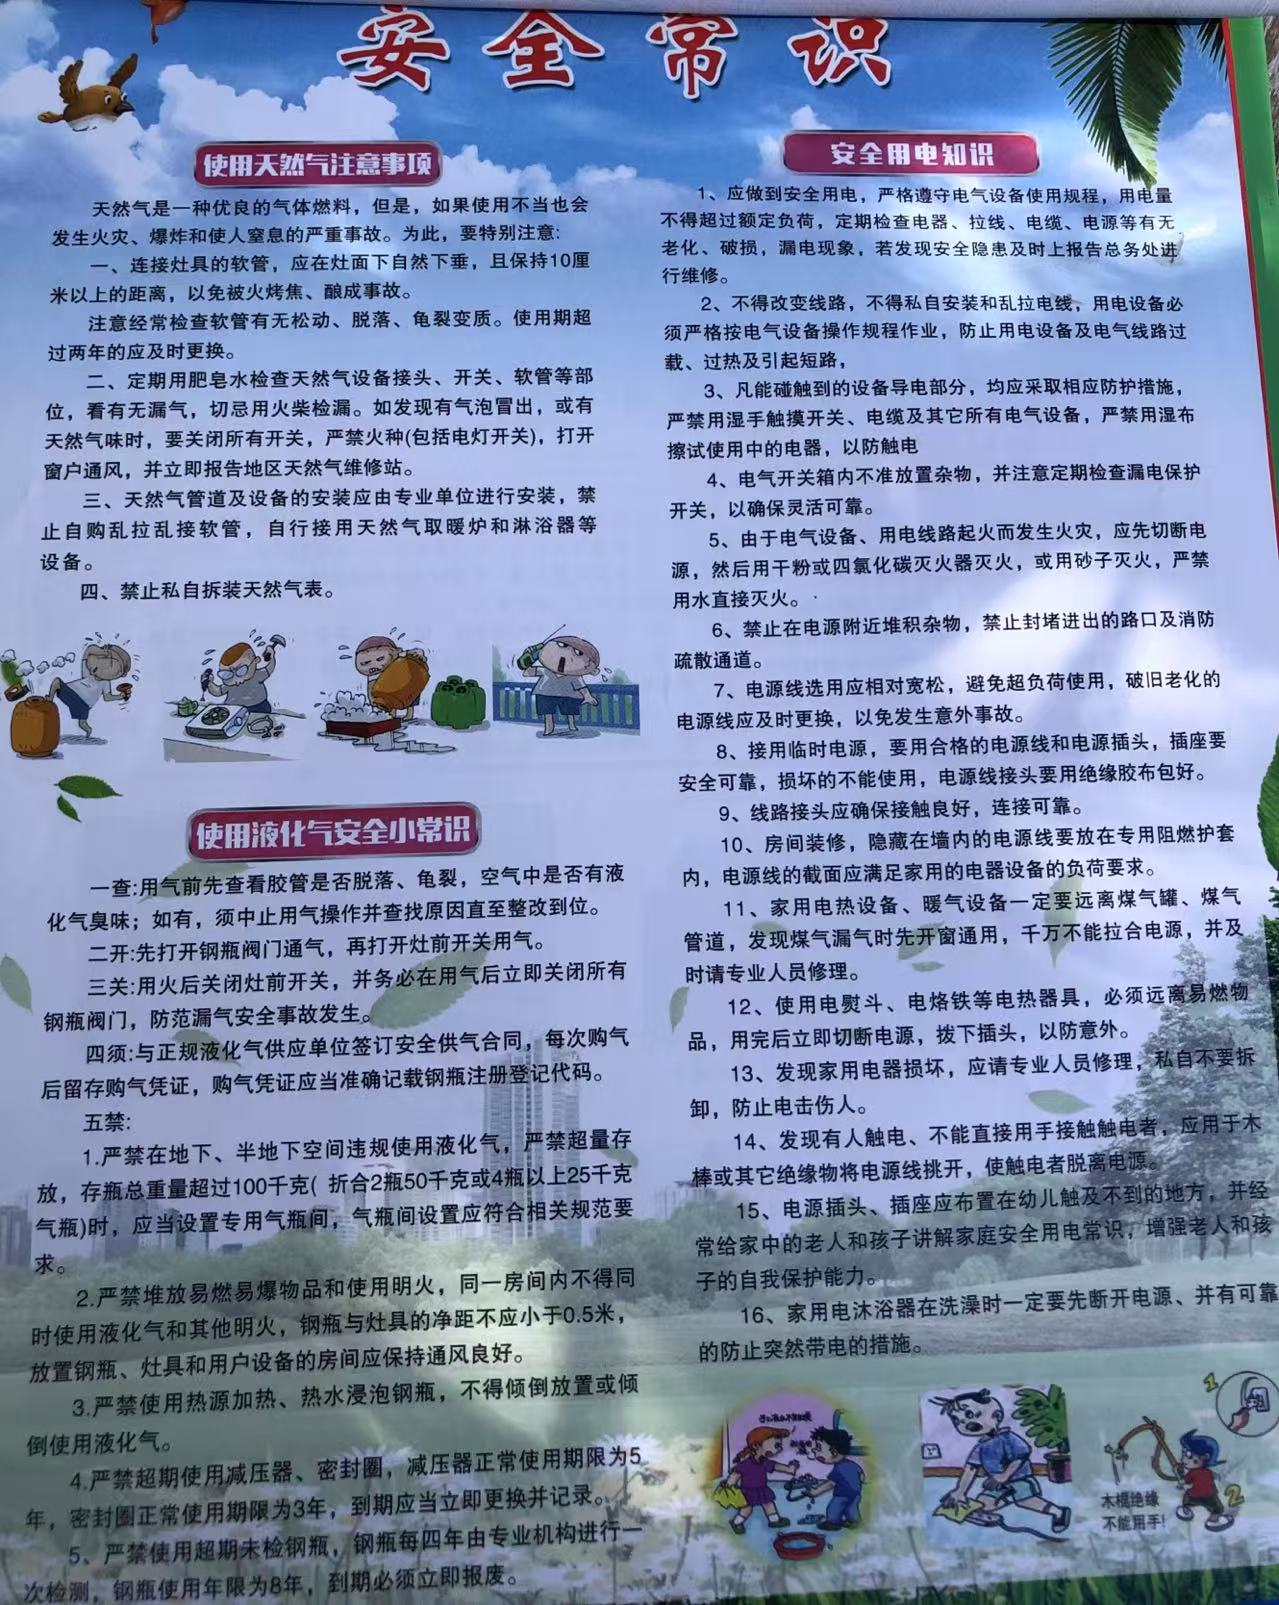 安全常识
使用天然气注意事项
天然气是一种优良的气体燃料，但是，如果使用不当也会
发生火灾、爆炸和使人窒息的严重事故。为此，要特别注意:
一、连接灶具的软管，应在灶面下自然下垂，且保持10厘
米以上的距离，以免被火烤焦、酿成事故。
注意经常检查软管有无松动、脱落、龟裂变质。使用期超
过两年的应及时更换。
二、定期用肥皂水检查天然气设备接头、开关、软管等部
位，看有无漏气，切忌用火柴检漏。如发现有气泡冒出，或有
天然气味时，要关闭所有开关，严禁火种(包括电灯开关)，打开
窗户通风，并立即报告地区天然气维修站。
三、天然气管道及设备的安装应由专业单位进行安装，禁
止自购乱拉乱接软管，自行接用天然气取暖炉和淋浴器等
设备。
四、禁止私自拆装天然气表。
使用液化气安全小常识
一查:用气前先查看胶管是否脱落、龟裂，空气中是否有液
化气臭味；如有，须中止用气操作并查找原因直至整改到位。
二开:先打开钢瓶阀门通气，再打开灶前开关用气。
三关:用火后关闭灶前开关，并务必在用气后立即关闭所有
钢瓶阀门，防范漏气安全事故发生。
四须:与正规液化气供应单位签订安全供气合同，每次购气
后留存购气凭证，购气凭证应当准确记载钢瓶注册登记代码。
五禁:
1.严禁在地下、半地下空间违规使用液化气，严禁超量存
放，存瓶总重量超过100千克( 折合2瓶50千克或4瓶以上25千克
气瓶)时，应当设置专用气瓶间，气瓶间设置应符合相关规范要
求。
2.严禁堆放易燃易爆物品和使用明火，同一房间内不得同
时使用液化气和其他明火，钢瓶与灶具的净距不应小于0.5米，
放置钢瓶、灶具和用户设备的房间应保持通风良好。
3.严禁使用热源加热、热水浸泡钢瓶，不得倾倒放置或倾
倒使用液化气。
4.严禁超期使用减压器、密封圈，减压器正常使用期限为5
年，密封圈正常使用期限为3年，到期应当立即更换并记录。
5、严禁使用超期未检钢瓶，钢瓶每四年由专业机构进行一
次检测，钢瓶使用年限为8年，到期必须立即报废。
安全用电知识
1、应做到安全用电，严格遵守电气设备使用规程，用电量
不得超过额定负荷，定期检查电器、拉线、电缆、电源等有无
老化、破损，漏电现象，若发现安全隐患及时上报告总务处进
行维修。
2、不得改变线路，不得私自安装和乱拉电线，用电设备必
须严格按电气设备操作规程作业，防止用电设备及电气线路过
载、过热及引起短路，
3、凡能碰触到的设备导电部分，均应采取相应防护措施，
严禁用湿手触摸开关、电缆及其它所有电气设备，严禁用湿布
擦试使用中的电器，以防触电
4、电气开关箱内不准放置杂物，并注意定期检查漏电保护
开关，以确保灵活可靠。
5、由于电气设备、用电线路起火而发生火灾，应先切断电
源，然后用干粉或四氯化碳灭火器灭火，或用砂子灭火，严禁
用水直接灭火。
6、禁止在电源附近堆积杂物，禁止封堵进出的路口及消防
疏散通道。
7、电源线选用应相对宽松，避免超负荷使用，破旧老化的
电源线应及时更换，以免发生意外事故。
8、接用临时电源，要用合格的电源线和电源插头，插座要
安全可靠，损坏的不能使用，电源线接头要用绝缘胶布包好。
9、线路接头应确保接触良好，连接可靠。
10、房间装修，隐藏在墙内的电源线要放在专用阻燃护套
内，电源线的截面应满足家用的电器设备的负荷要求。
11、家用电热设备、暖气设备一定要远离煤气罐、煤气
管道，发现煤气漏气时先开窗通用，千万不能拉合电源，并及
时请专业人员修理。
12、使用电熨斗、电烙铁等电热器具，必须远离易燃物
品，用完后立即切断电源，拨下插头，以防意外。
13、发现家用电器损坏，应请专业人员修理，私自不要拆
卸，防止电击伤人。
14、发现有人触电、不能直接用手接触触电者，应用于木
棒或其它绝缘物将电源线挑开，使触电者脱离电源。
15、电源插头、插座应布置在幼儿触及不到的地方，并经
常给家中的老人和孩子讲解家庭安全用电常识，增强老人和孩
子的自我保护能力。
16、家用电沐浴器在洗澡时一定要先断开电源、并有可靠
的防止突然带电的措施。
1
2
木棍绝缘
不能用手!